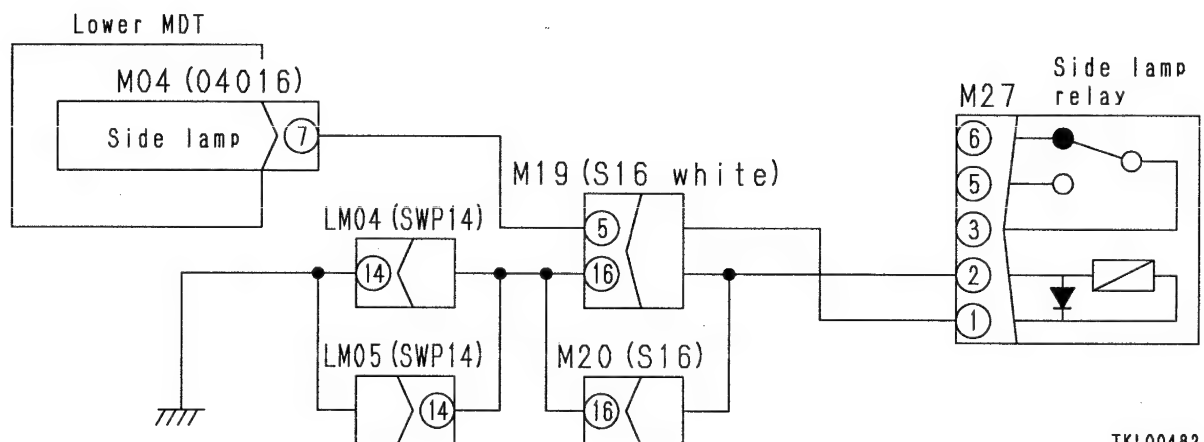 Lower MDT
M04 (04016)
Side lamp
7
Side lamp
relay
M27
6
5
3
2
1
M19 (S16 white)
5
16
LM04 (SWP14)
14
LM05 (SWP14)
14
M20 (S16)
16
TKL00483